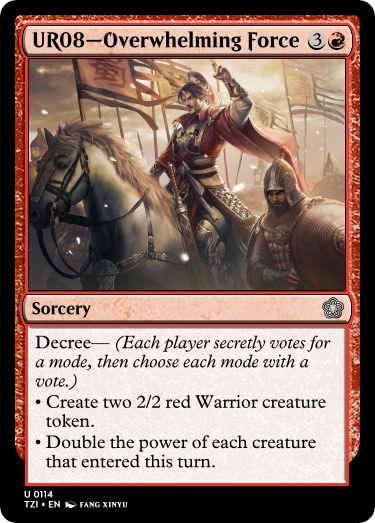 UR08—Overwhelming Force 3
Sorcery
Decree— (Each player secretly votes for
a mode, then choose each mode with a
vote.)
• Create two 2/2 red Warrior creature
token.
• Double the power of each creature
that entered this turn.
U 0114
TZI • EN FANG XINYU